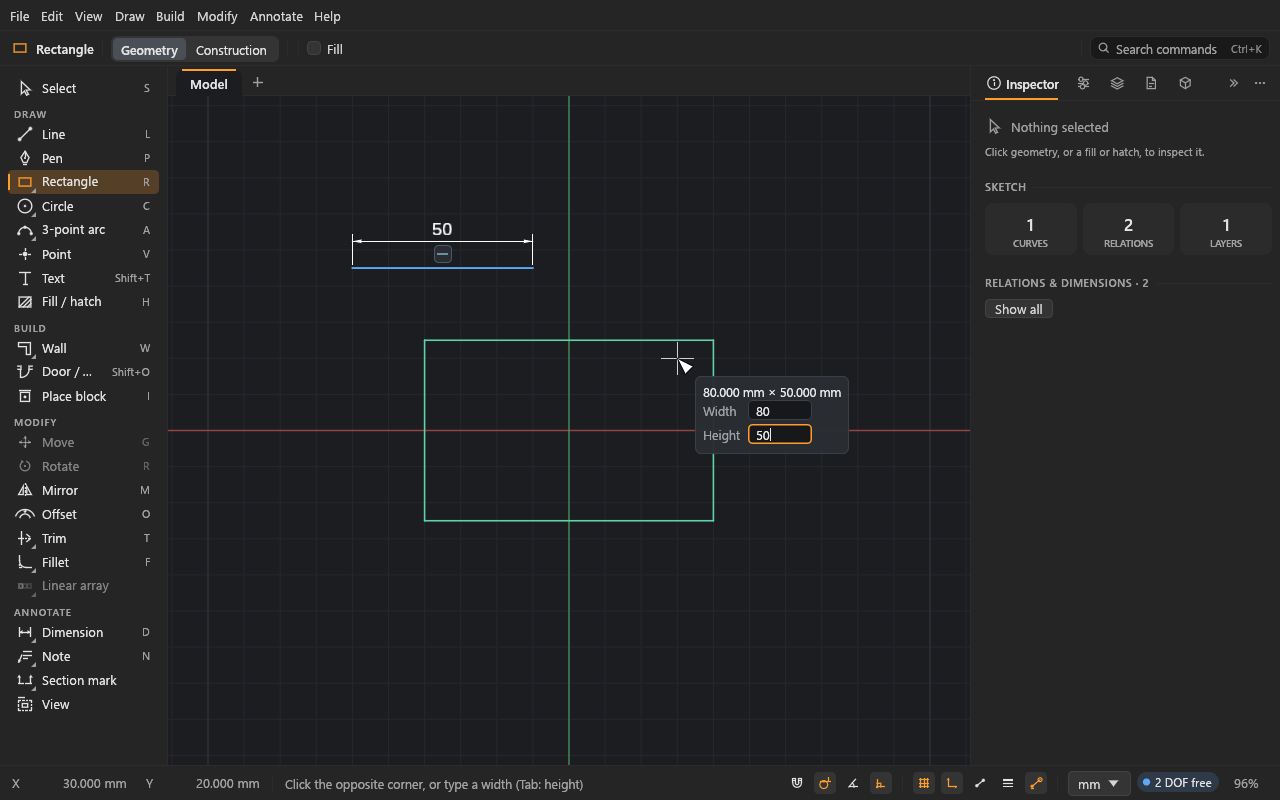 File Edit View Draw Build Modify Annotate Help
Rectangle Geometry Construction Fill Search commands Ctrl+K
Select S
DRAW
Line L
Pen P
Rectangle R
Circle C
3-point arc A
Point V
Text Shift+T
Fill / hatch H
BUILD
Wall W
Door / ... Shift+O
Place block I
MODIFY
Move G
Rotate R
Mirror M
Offset O
Trim T
Fillet F
Linear array
ANNOTATE
Dimension D
Note N
Section mark
View
Model
50
80.000 mm × 50.000 mm
Width 80
Height 50
Inspector
Nothing selected
Click geometry, or a fill or hatch, to inspect it.
SKETCH
1 2 1
CURVES RELATIONS LAYERS
RELATIONS & DIMENSIONS · 2
Show all
X 30.000 mm Y 20.000 mm Click the opposite corner, or type a width (Tab: height) mm 2 DOF free 96%